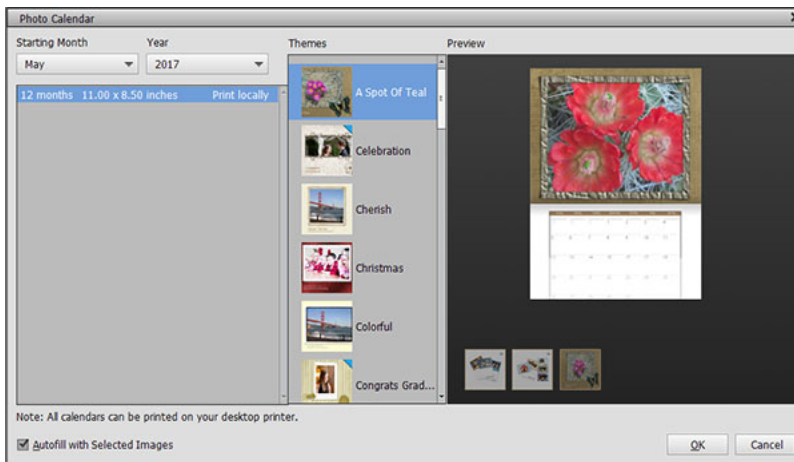 Photo Calendar
Starting Month
Year
Themes
Preview
May
2017
12 months 11.00 x 8.50 inches Print locally
A Spot Of Teal
Celebration
Cherish
Christmas
Colorful
Congrats Grad...
Note: All calendars can be printed on your desktop printer.
Autofill with Selected Images
OK
Cancel